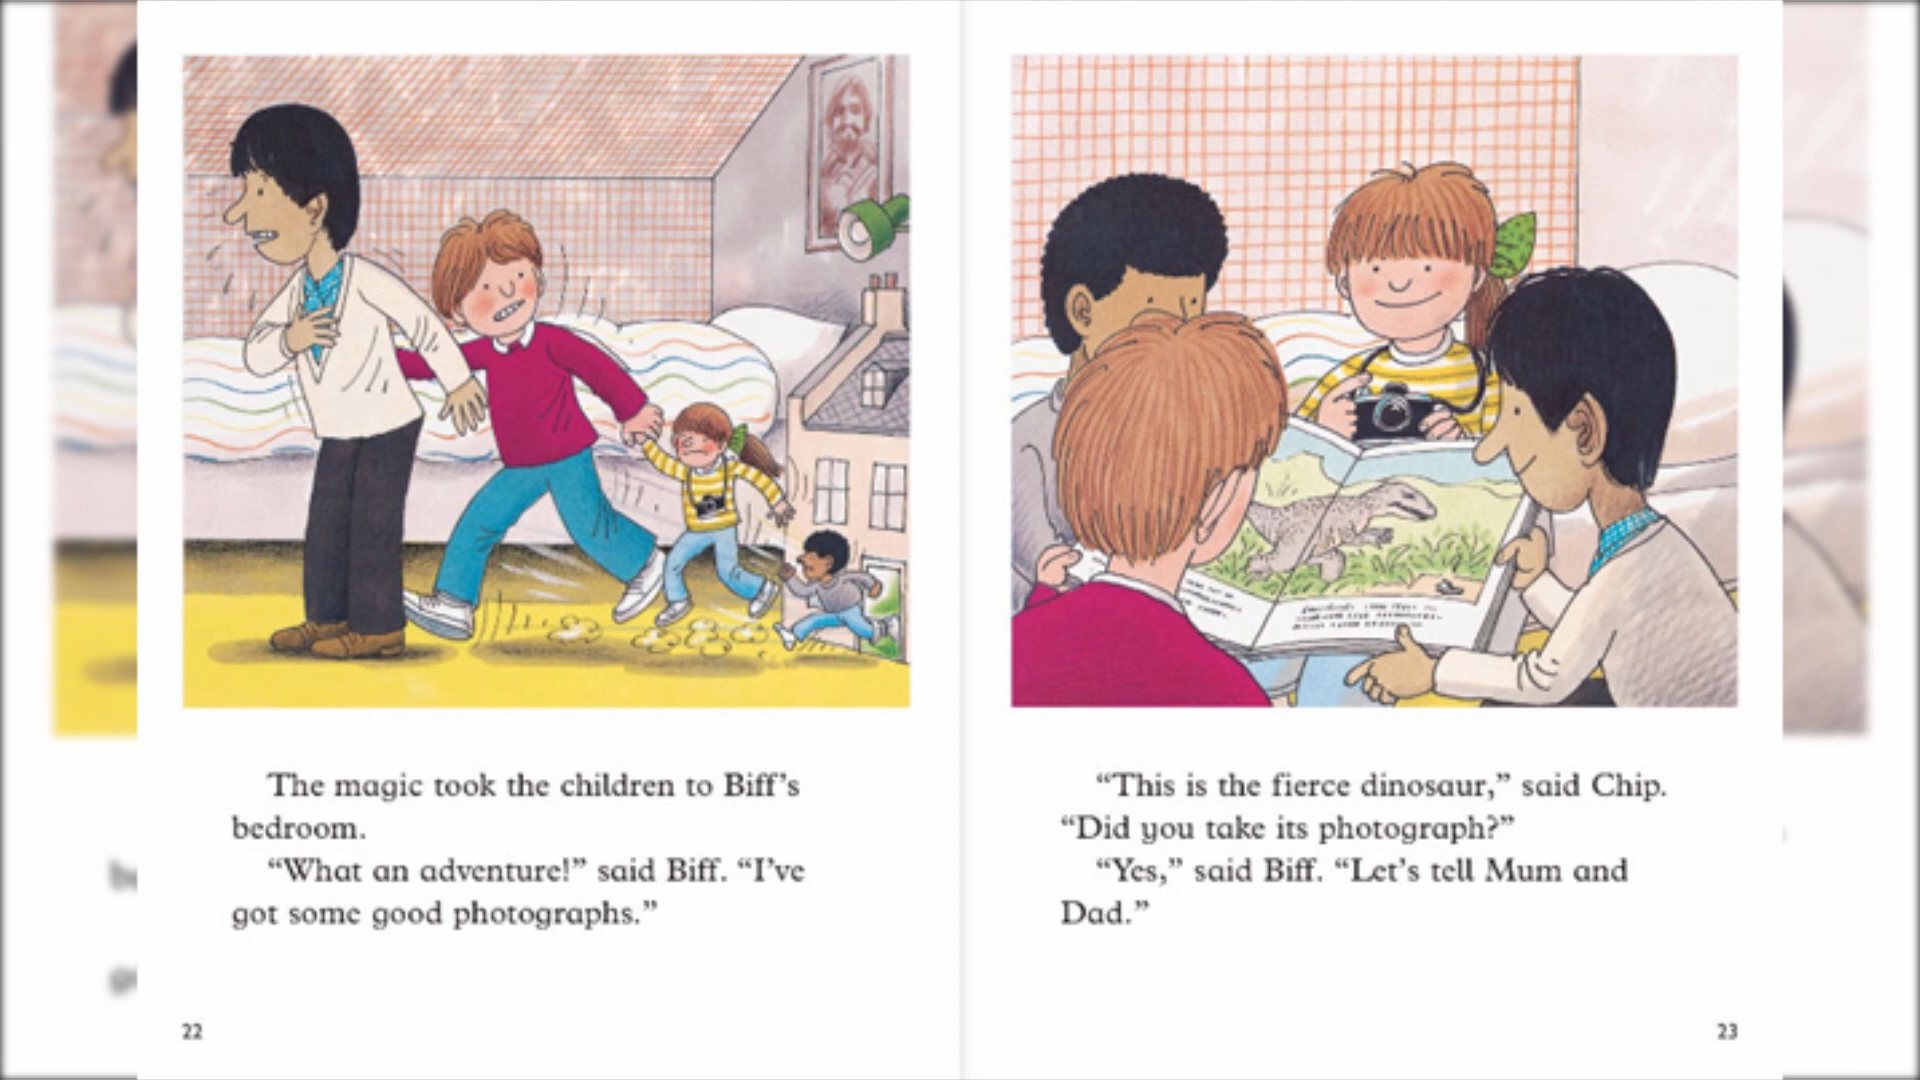 The magic took the children to Biff's
bedroom.
"What an adventure!" said Biff. "I've
got some good photographs."
22
"This is the fierce dinosaur," said Chip.
"Did you take its photograph?"
"Yes," said Biff. "Let's tell Mum and
Dad."
23